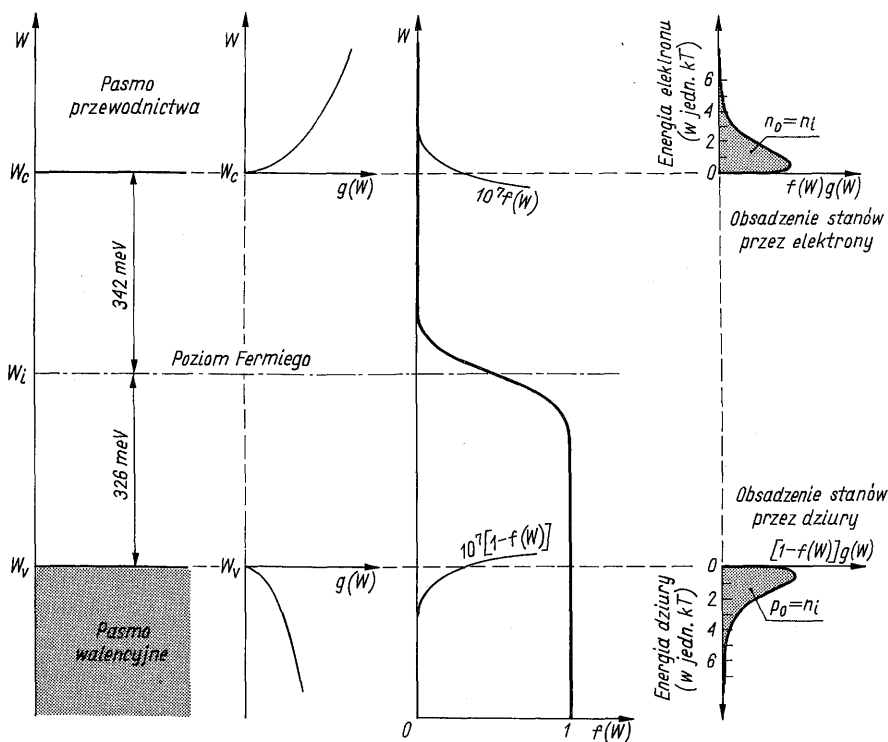 W
Pasmo
przewodnictwa
W_c
342 meV
W_i
326 meV
W_v
Pasmo
walencyjne
W
W_c
g(W)
Poziom Fermiego
W_v
g(W)
W
10⁷f(W)
10⁷[1-f(W)]
0
1
f(W)
Energia elektronu
(w jedn. kT)
6
4
2
0
n₀=nᵢ
f(W)g(W)
Obsadzenie stanów
przez elektrony
Obsadzenie stanów
przez dziury
[1-f(W)]g(W)
0
2
4
6
p₀=nᵢ
Energia dziury
(w jedn. kT)